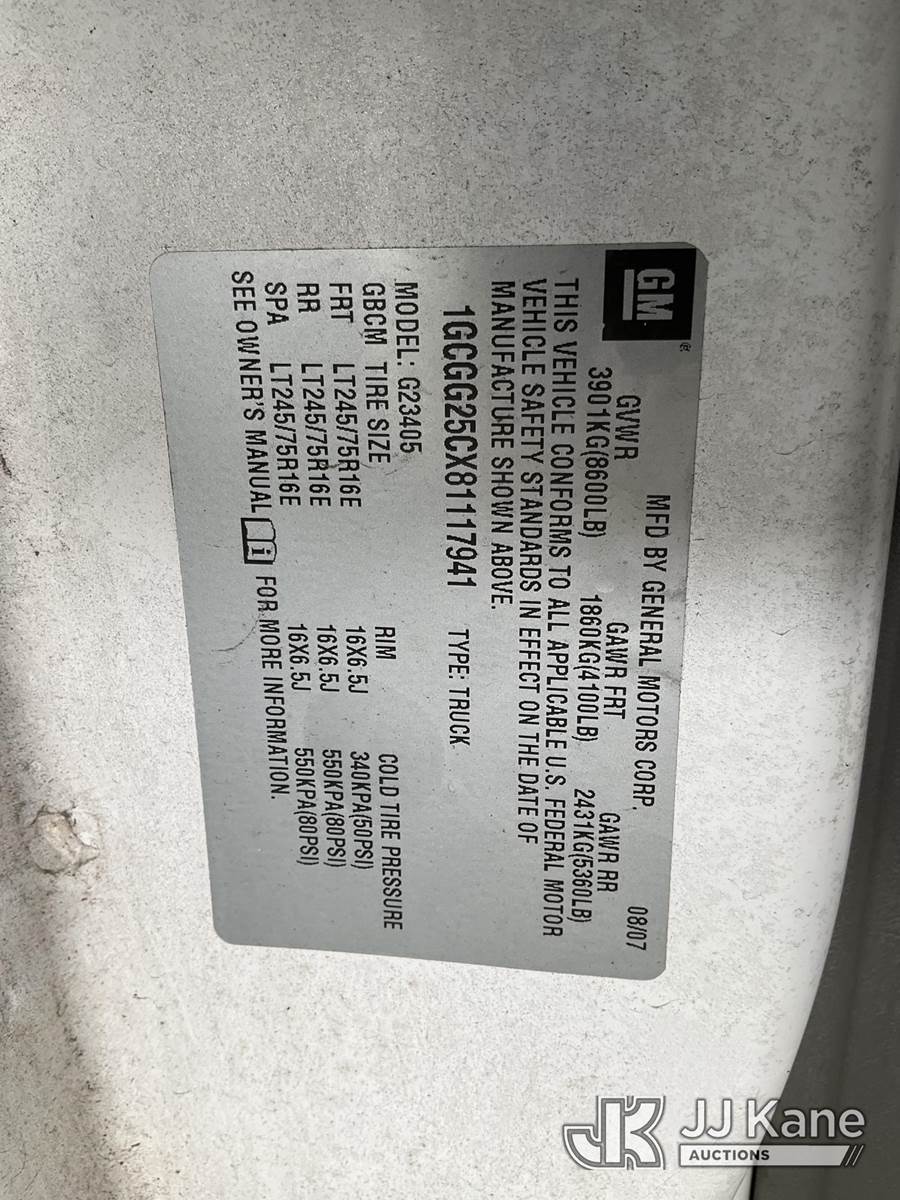 GM®
MFD BY GENERAL MOTORS CORP. 08/07
GVWR GAWR FRT GAWR RR
3901KG(8600LB) 1860KG(4100LB) 2431KG(5360LB)
THIS VEHICLE CONFORMS TO ALL APPLICABLE U.S. FEDERAL MOTOR
VEHICLE SAFETY STANDARDS IN EFFECT ON THE DATE OF
MANUFACTURE SHOWN ABOVE.
1GCGG25CX81117941 TYPE: TRUCK
MODEL: G23405
GBCM TIRE SIZE RIM COLD TIRE PRESSURE
FRT LT245/75R16E 16X6.5J 340KPA(50PSI)
RR LT245/75R16E 16X6.5J 550KPA(80PSI)
SPA LT245/75R16E 16X6.5J 550KPA(80PSI)
SEE OWNER'S MANUAL i FOR MORE INFORMATION.
JK JJ Kane
AUCTIONS